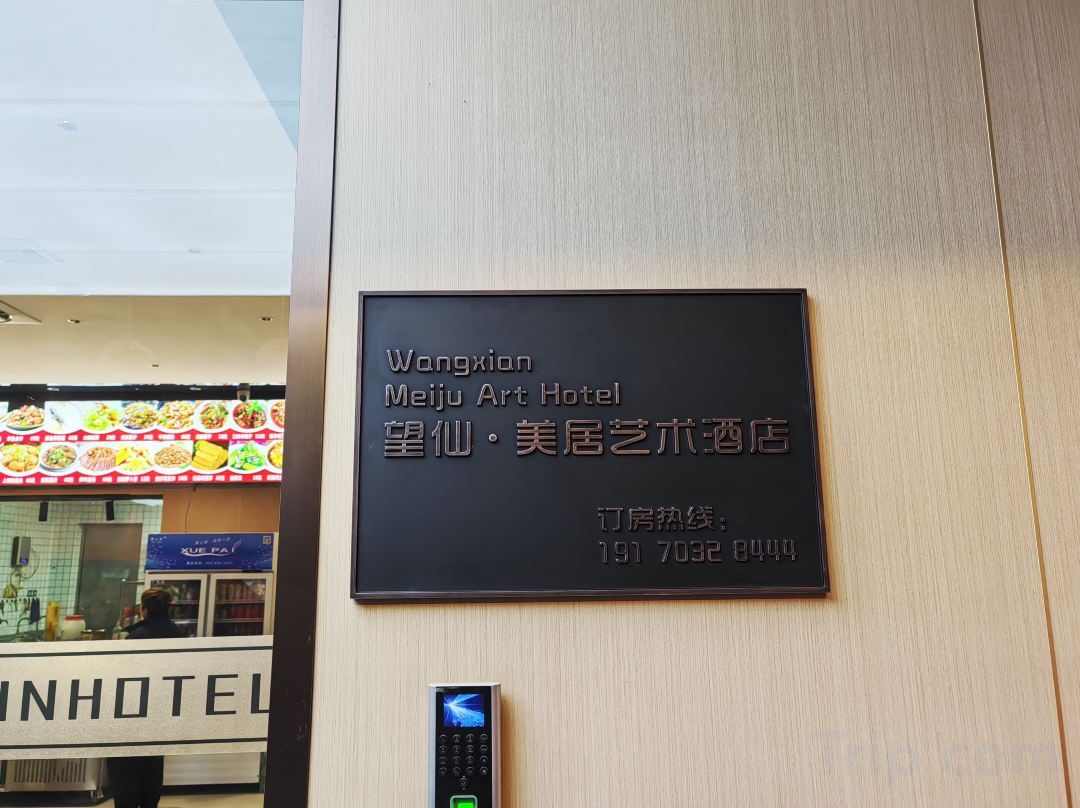 Wangxian
Meiju Art Hotel
望仙·美居艺术酒店
订房热线：
191 7032 8444
XUE PAI
INHOTEL
Trip.com